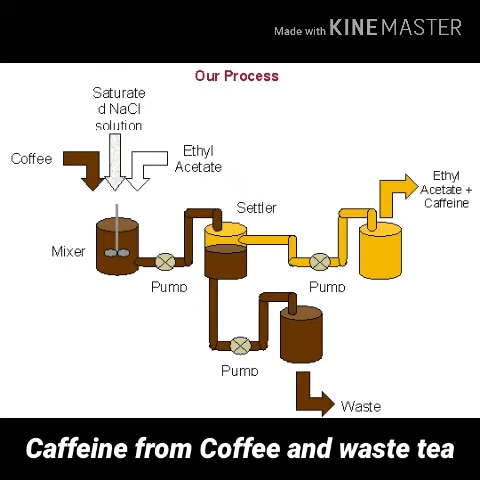 Made with KINEMASTER
Our Process
Saturate
d NaCl
solution
Coffee
Ethyl
Acetate
Ethyl
Acetate +
Caffeine
Settler
Mixer
Pump
Pump
Pump
Waste
Caffeine from Coffee and waste tea